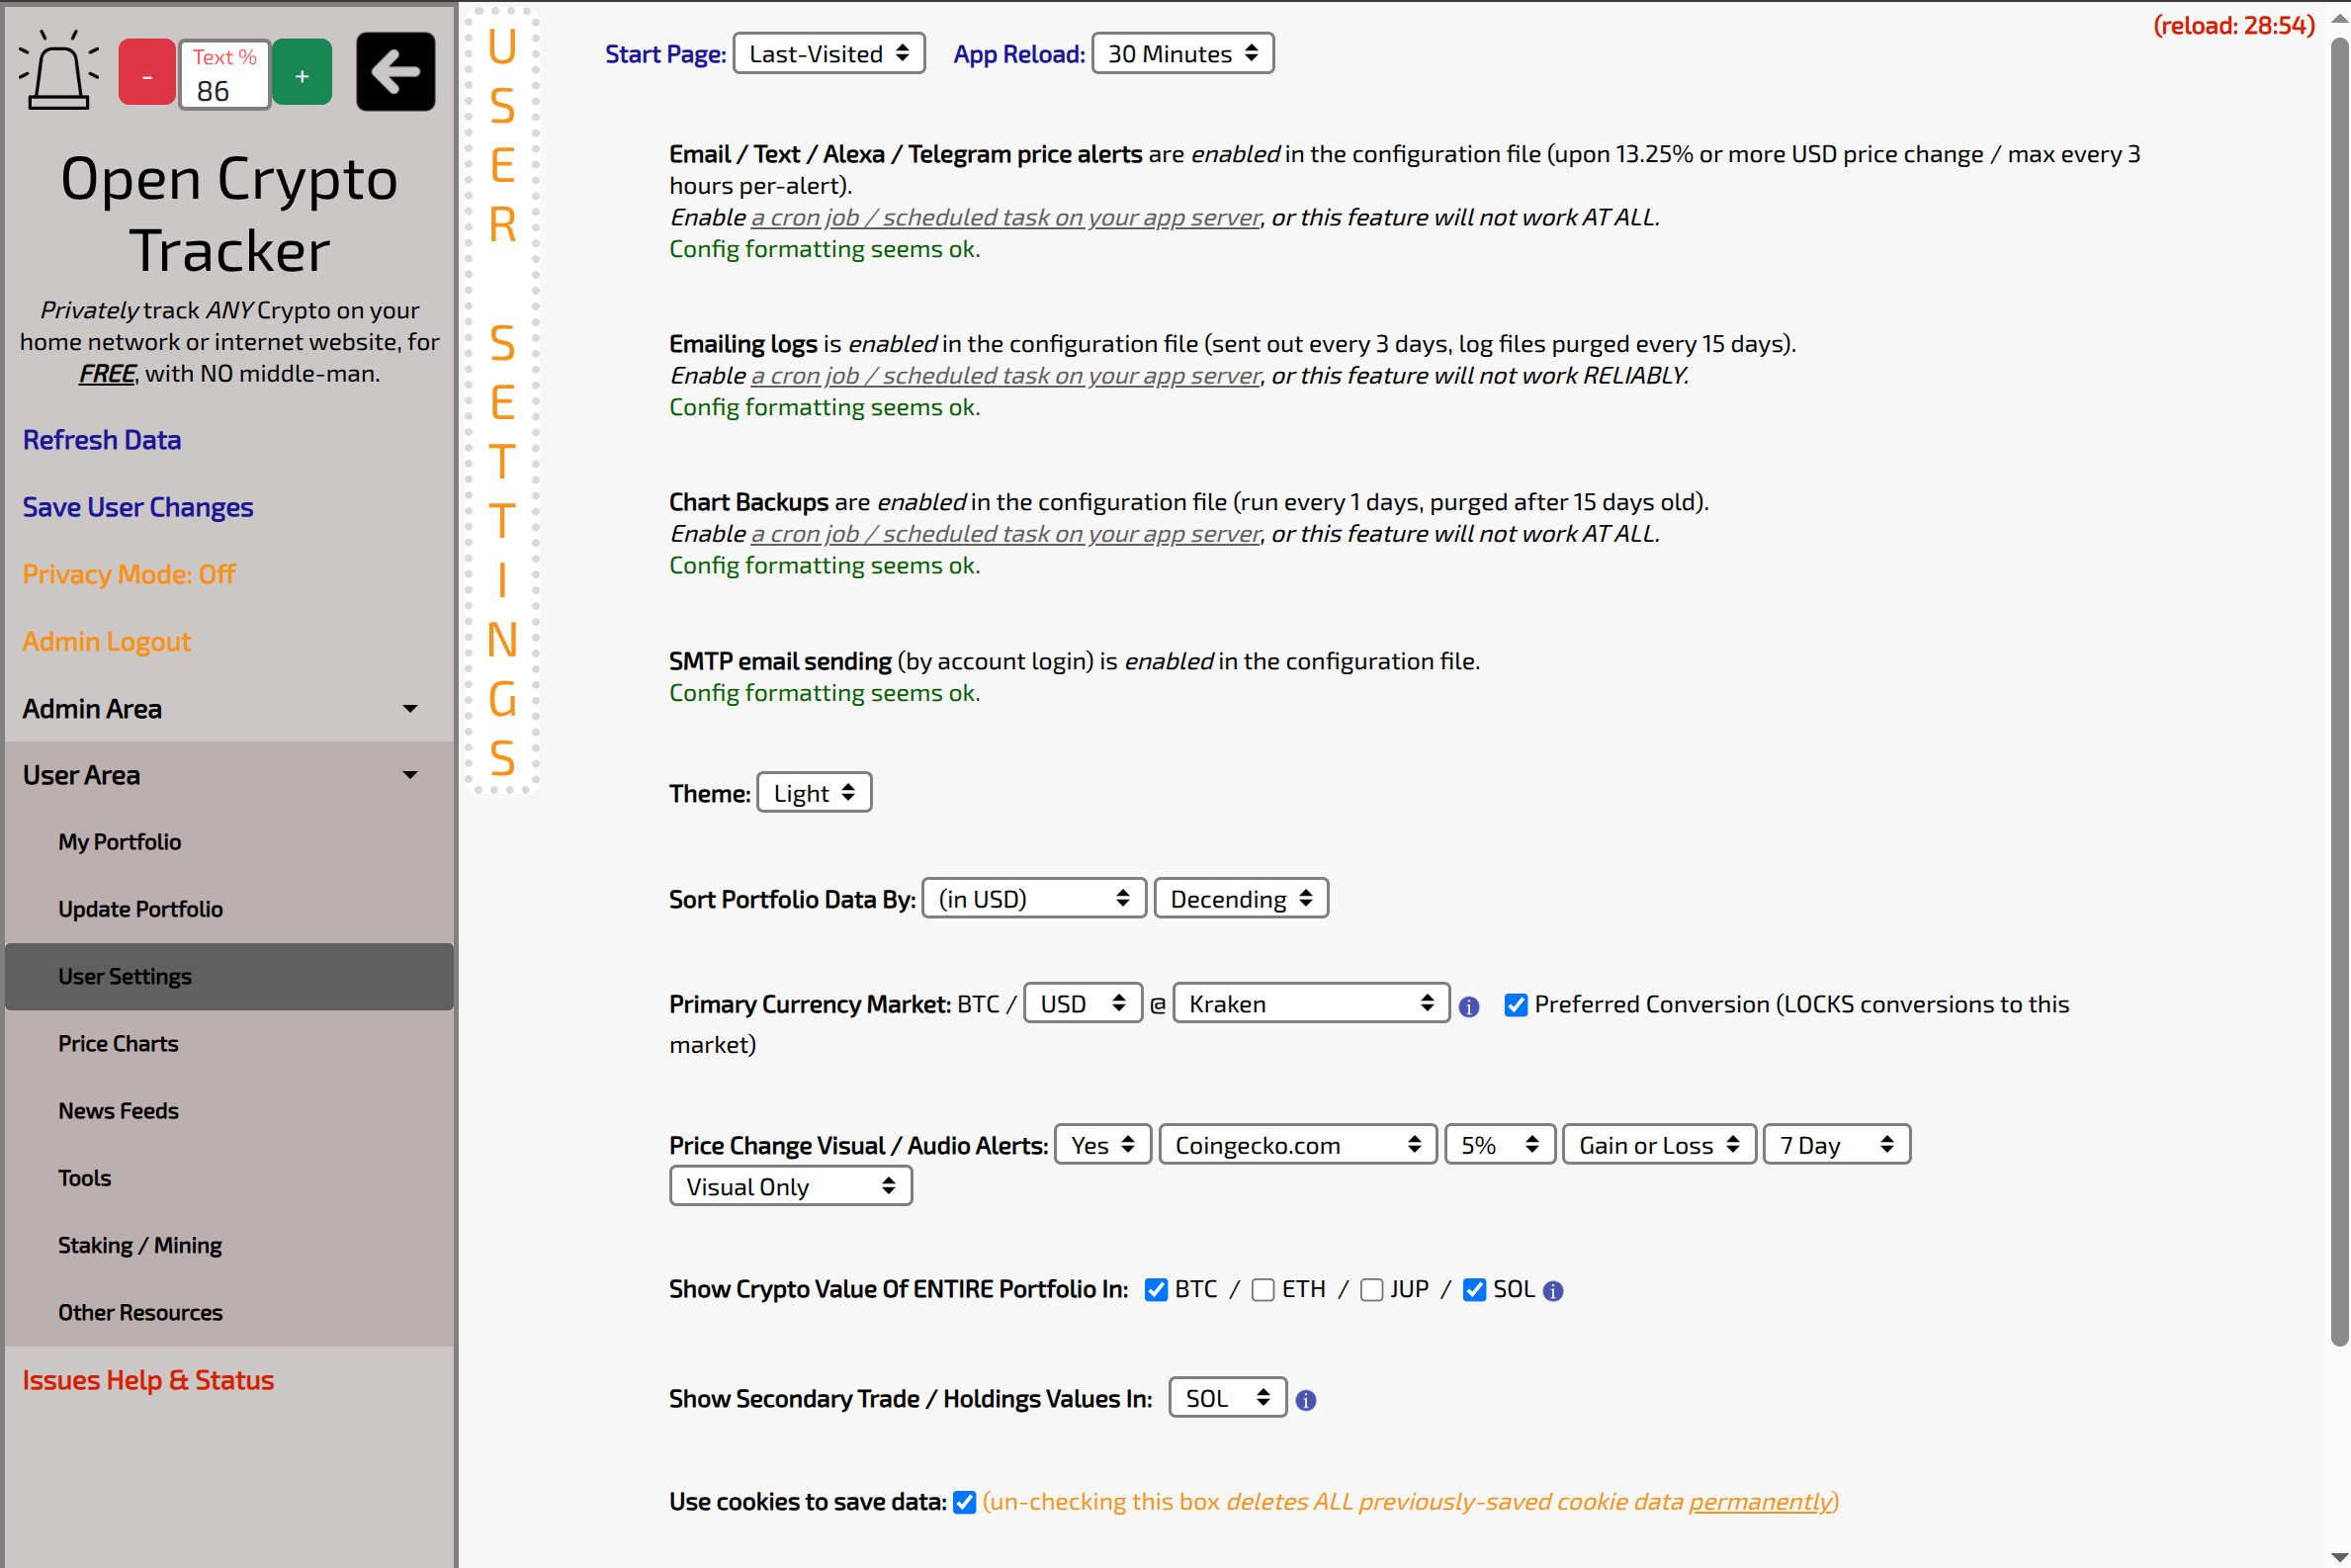 -
Text %
86
+
Open Crypto
Tracker
Privately track ANY Crypto on your
home network or internet website, for
FREE, with NO middle-man.
Refresh Data
Save User Changes
Privacy Mode: Off
Admin Logout
Admin Area
User Area
My Portfolio
Update Portfolio
User Settings
Price Charts
News Feeds
Tools
Staking / Mining
Other Resources
Issues Help & Status
U
S
E
R
S
E
T
T
I
N
G
S
(reload: 28:54)
Start Page: Last-Visited App Reload: 30 Minutes
Email / Text / Alexa / Telegram price alerts are enabled in the configuration file (upon 13.25% or more USD price change / max every 3
hours per-alert).
Enable a cron job / scheduled task on your app server, or this feature will not work AT ALL.
Config formatting seems ok.
Emailing logs is enabled in the configuration file (sent out every 3 days, log files purged every 15 days).
Enable a cron job / scheduled task on your app server, or this feature will not work RELIABLY.
Config formatting seems ok.
Chart Backups are enabled in the configuration file (run every 1 days, purged after 15 days old).
Enable a cron job / scheduled task on your app server, or this feature will not work AT ALL.
Config formatting seems ok.
SMTP email sending (by account login) is enabled in the configuration file.
Config formatting seems ok.
Theme: Light
Sort Portfolio Data By: (in USD) Decending
Primary Currency Market: BTC / USD @ Kraken i Preferred Conversion (LOCKS conversions to this
market)
Price Change Visual / Audio Alerts: Yes Coingecko.com 5% Gain or Loss 7 Day
Visual Only
Show Crypto Value Of ENTIRE Portfolio In: BTC / ETH / JUP / SOL i
Show Secondary Trade / Holdings Values In: SOL i
Use cookies to save data: (un-checking this box deletes ALL previously-saved cookie data permanently)